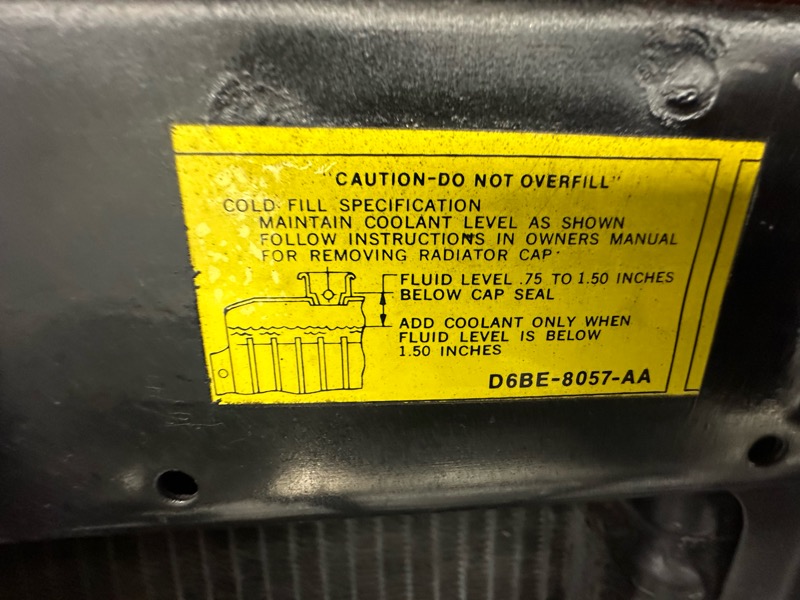 "CAUTION-DO NOT OVERFILL"
COLD FILL SPECIFICATION
MAINTAIN COOLANT LEVEL AS SHOWN
FOLLOW INSTRUCTIONS IN OWNERS MANUAL
FOR REMOVING RADIATOR CAP.
FLUID LEVEL .75 TO 1.50 INCHES
BELOW CAP SEAL
ADD COOLANT ONLY WHEN
FLUID LEVEL IS BELOW
1.50 INCHES
D6BE-8057-AA